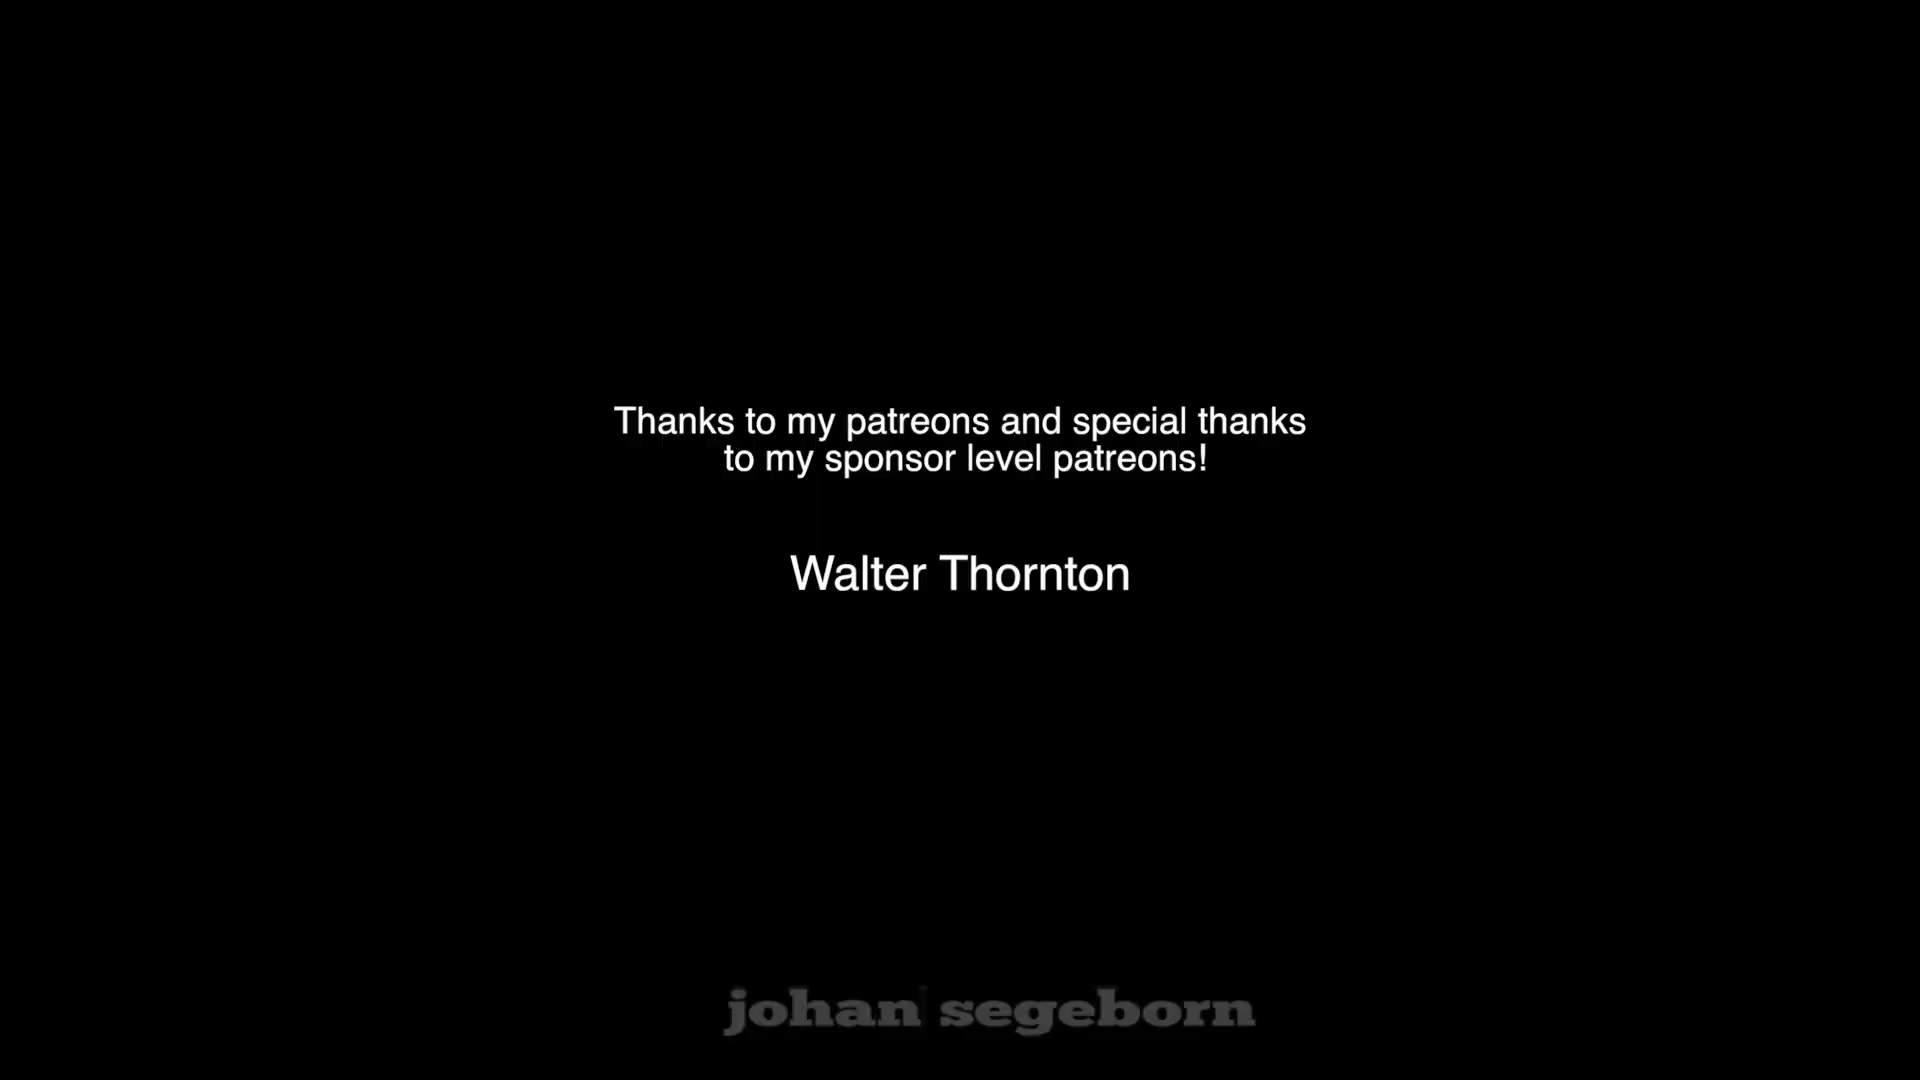 Thanks to my patreons and special thanks
to my sponsor level patreons!
Walter Thornton
johan segeborn